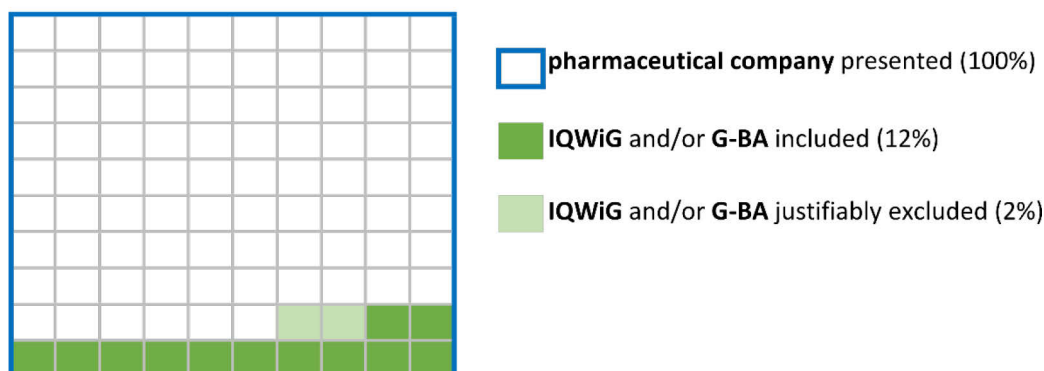 pharmaceutical company presented (100%)
IQWiG and/or G-BA included (12%)
IQWiG and/or G-BA justifiably excluded (2%)